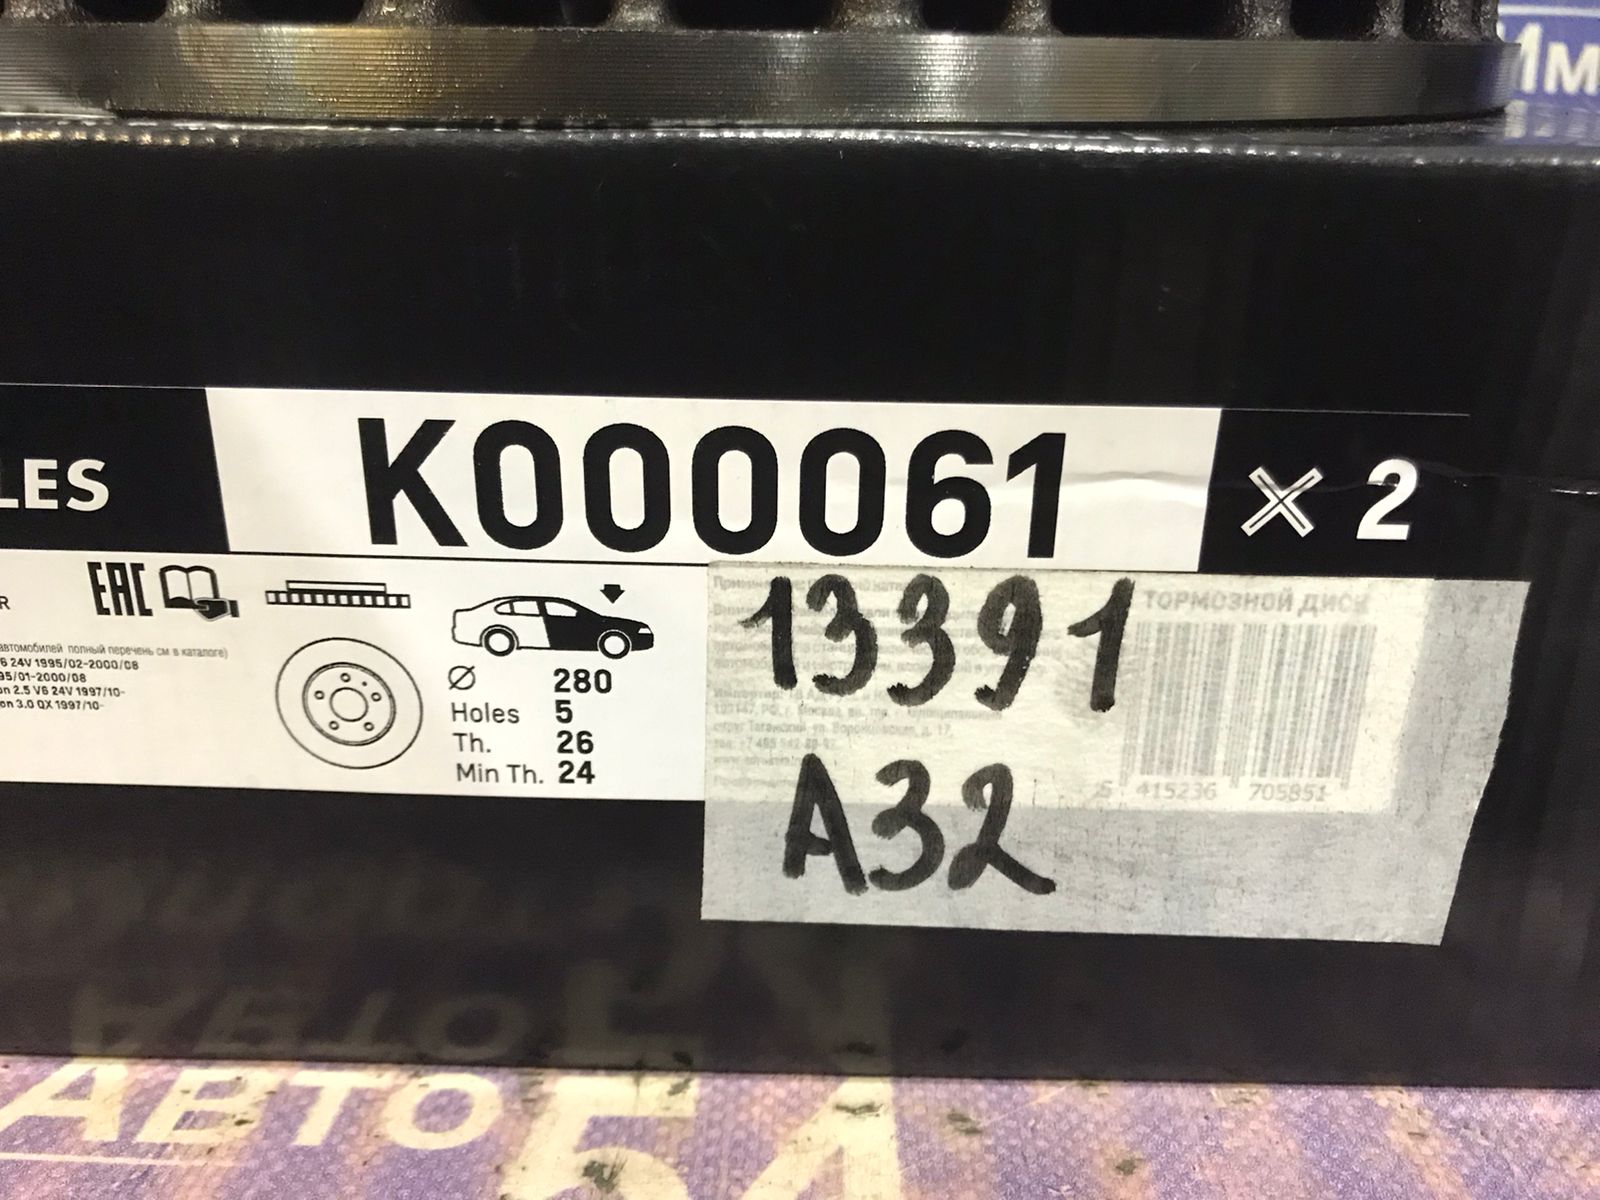 Им
LES
K000061
× 2
EAC
R
автомобилей полный перечень см в каталоге)
6 24V 1995/02-2000/08
95/01-2000/08
on 2.5 V6 24V 1997/10-
on 3.0 QX 1997/10-
Ø 280
Holes 5
Th. 26
Min Th. 24
13391
A32
ТОРМОЗНОЙ ДИСК
5 415236 705851
АВТО